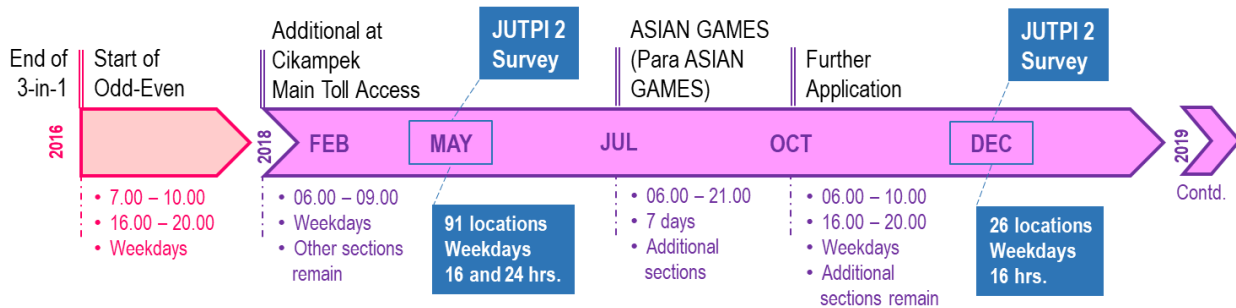 End of
3-in-1
Start of
Odd-Even
Additional at
Cikampek
Main Toll Access
JUTPI 2
Survey
ASIAN GAMES
(Para ASIAN
GAMES)
Further
Application
JUTPI 2
Survey
2016
2018
FEB
MAY
JUL
OCT
DEC
2019
• 7.00 – 10.00
• 16.00 – 20.00
• Weekdays
• 06.00 – 09.00
• Weekdays
• Other sections
remain
91 locations
Weekdays
16 and 24 hrs.
• 06.00 – 21.00
• 7 days
• Additional
sections
• 06.00 – 10.00
• 16.00 – 20.00
• Weekdays
• Additional
sections remain
26 locations
Weekdays
16 hrs.
Contd.